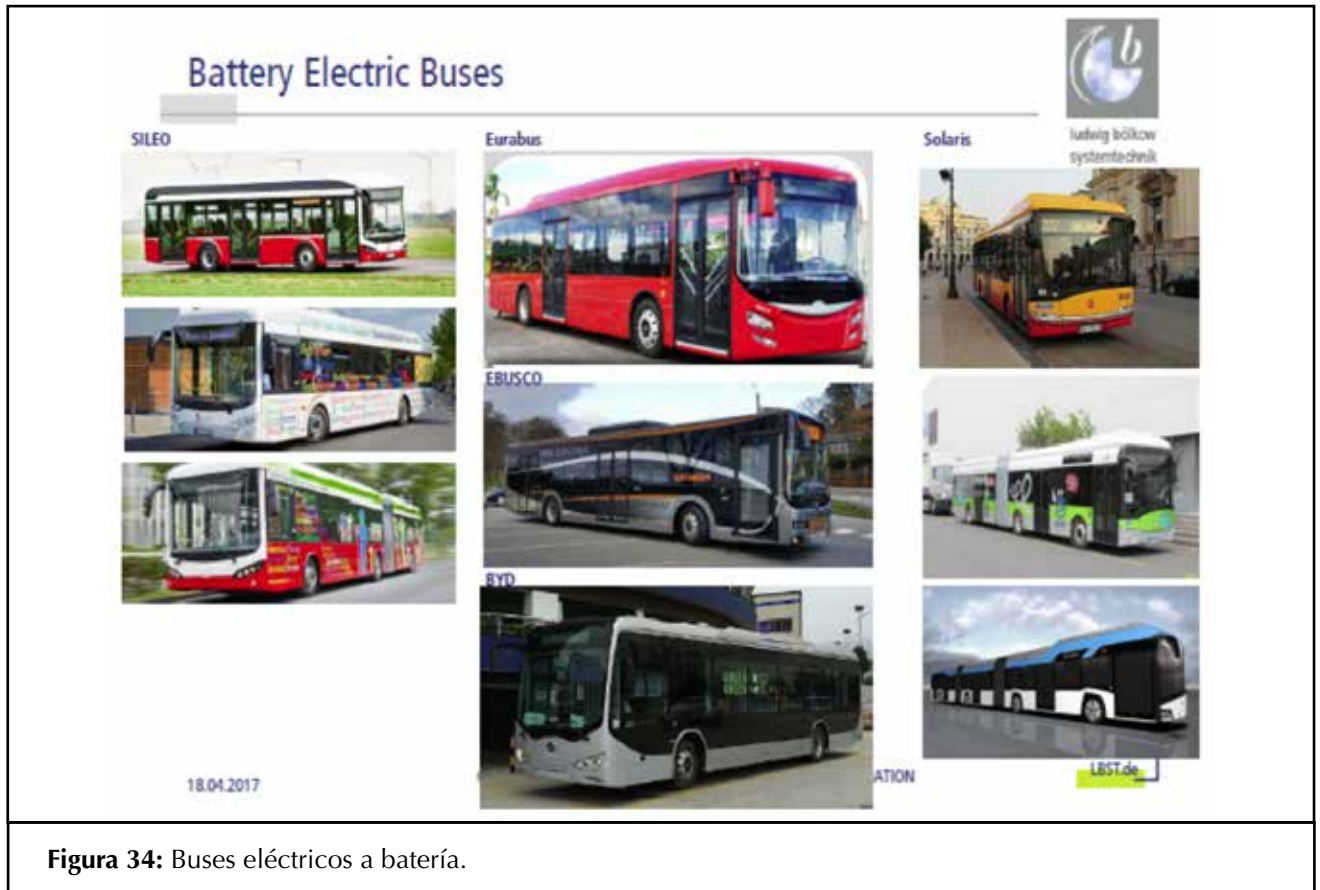 Battery Electric Buses
b
ludwig bölkow
systemtechnik
SILEO
Eurabus
Solaris
EBUSCO
BYD
18.04.2017
ATION
LBST.de
Figura 34: Buses eléctricos a batería.